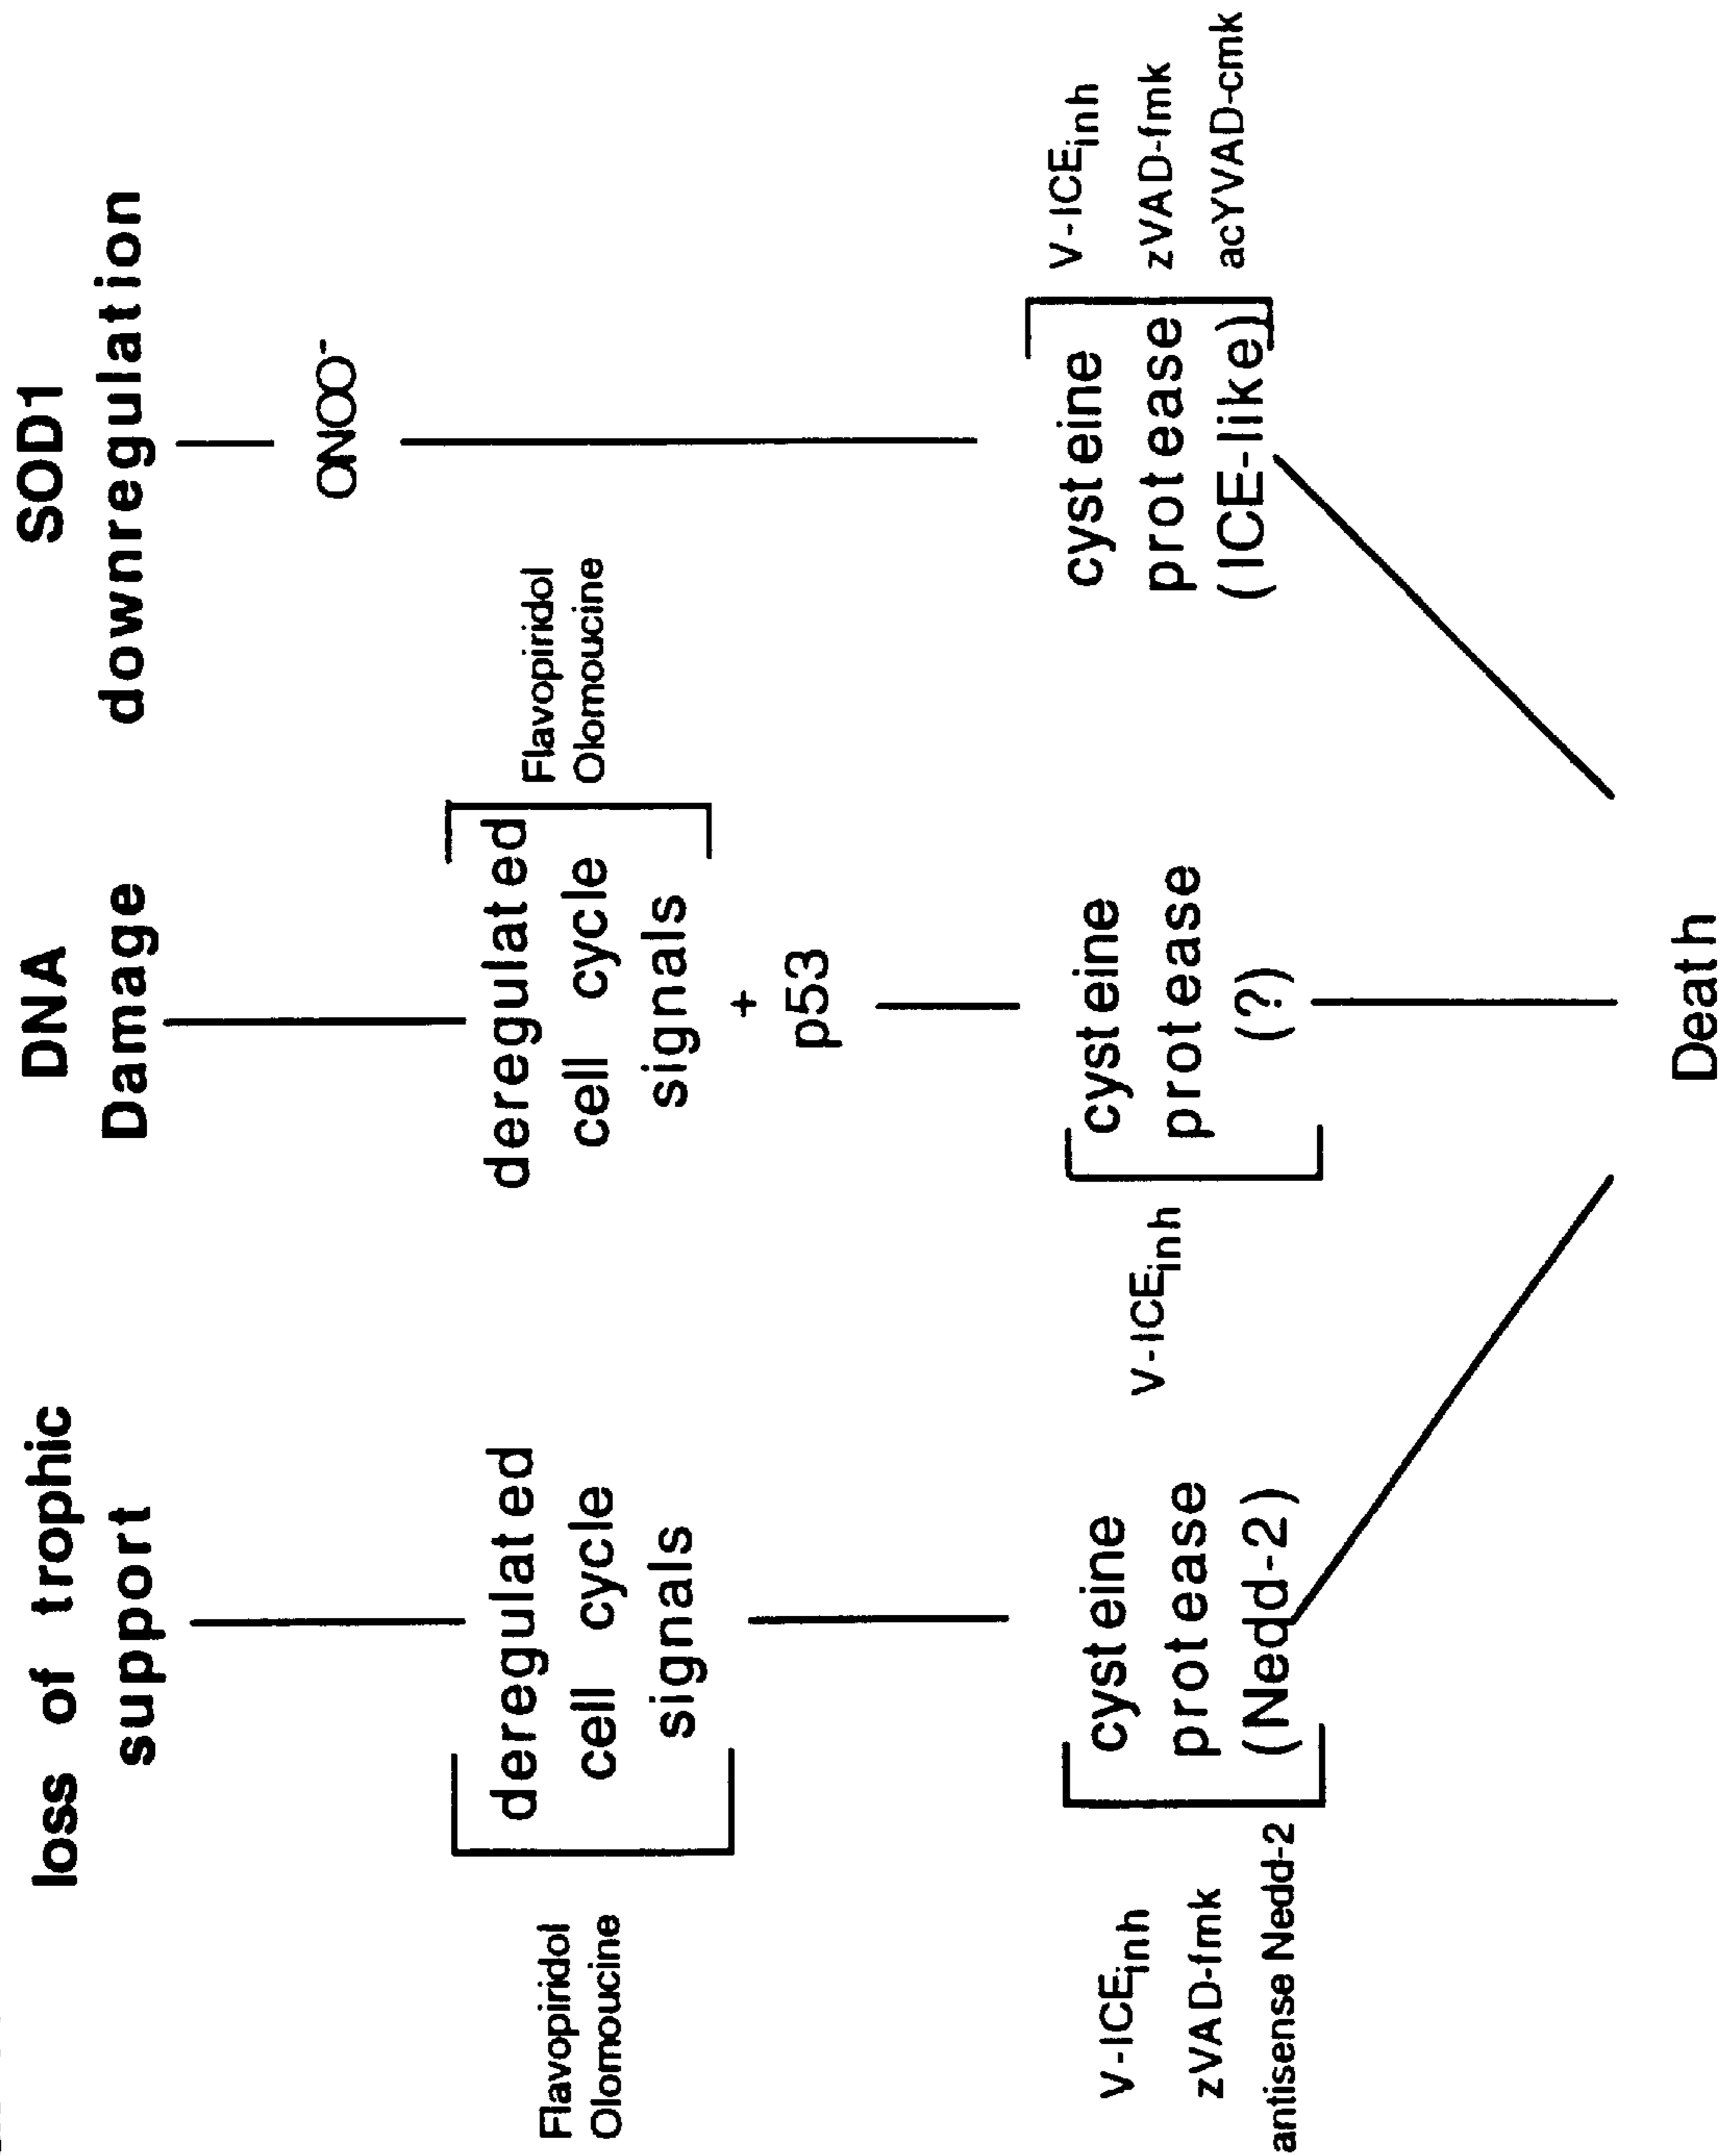 loss of trophic
support
DNA
Damage
SOD1
downregulation
ONOO-
Flavopiridol
Olomoucine
deregulated
cell cycle
signals
deregulated
cell cycle
signals
+
p53
Flavopiridol
Olomoucine
V-ICEinh
zVAD-fmk
antisense Nedd-2
cysteine
protease
(Nedd-2)
V-ICEinh
cysteine
protease
(?)
cysteine
protease
(ICE-like)
V-ICEinh
zVAD-fmk
acYVAD-cmk
Death